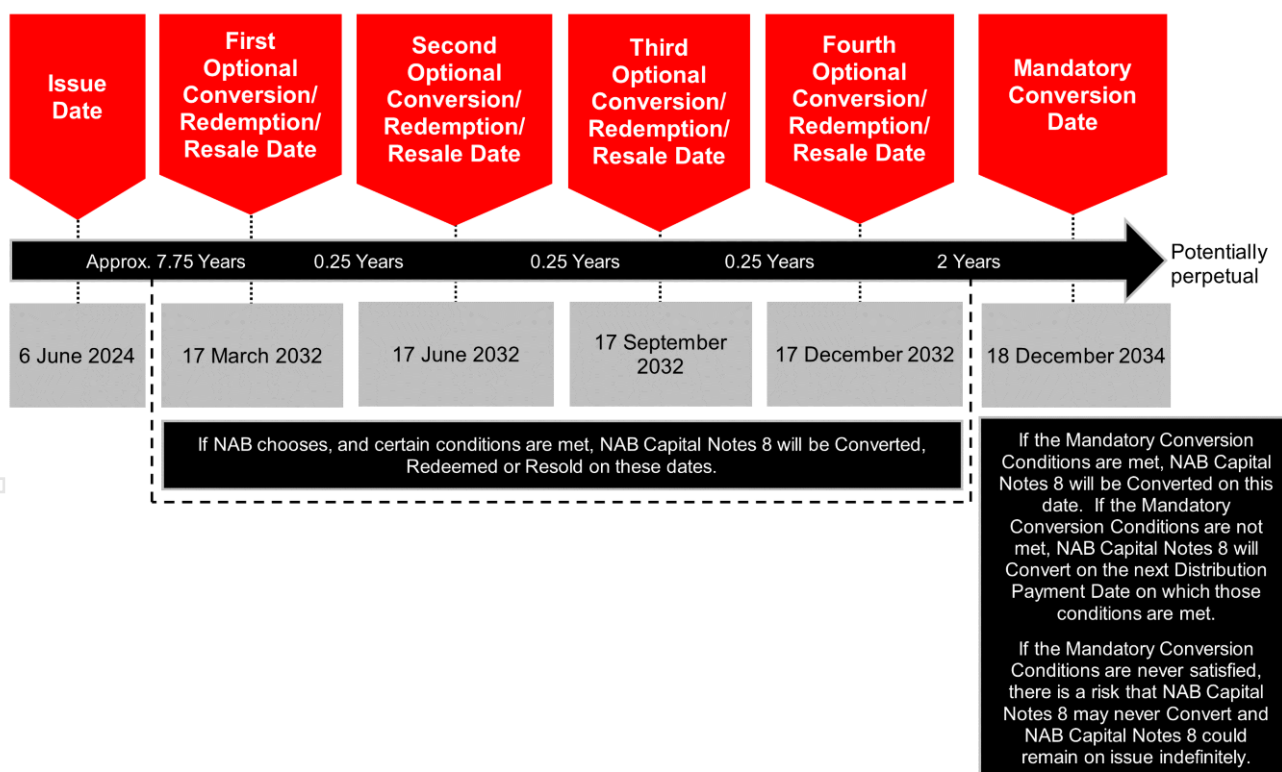 Issue
Date
First
Optional
Conversion/
Redemption/
Resale Date
Second
Optional
Conversion/
Redemption/
Resale Date
Third
Optional
Conversion/
Redemption/
Resale Date
Fourth
Optional
Conversion/
Redemption/
Resale Date
Mandatory
Conversion
Date
Approx. 7.75 Years
0.25 Years
0.25 Years
0.25 Years
2 Years
Potentially
perpetual
6 June 2024
17 March 2032
17 June 2032
17 September
2032
17 December 2032
18 December 2034
If NAB chooses, and certain conditions are met, NAB Capital Notes 8 will be Converted,
Redeemed or Resold on these dates.
If the Mandatory Conversion
Conditions are met, NAB Capital
Notes 8 will be Converted on this
date.  If the Mandatory
Conversion Conditions are not
met, NAB Capital Notes 8 will
Convert on the next Distribution
Payment Date on which those
conditions are met.
If the Mandatory Conversion
Conditions are never satisfied,
there is a risk that NAB Capital
Notes 8 may never Convert and
NAB Capital Notes 8 could
remain on issue indefinitely.